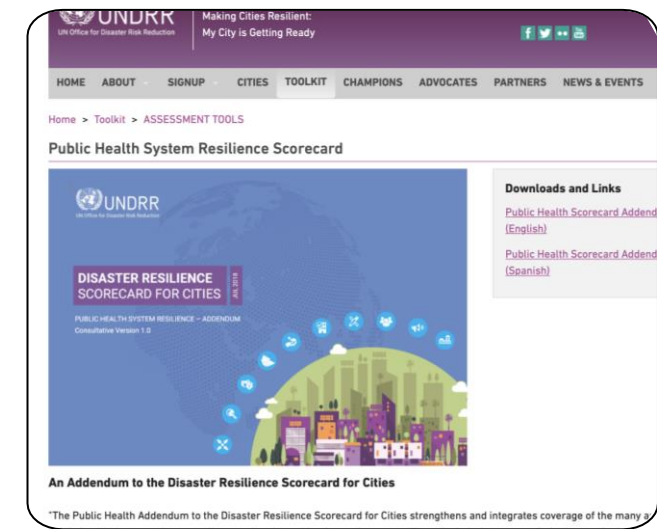 UNDRR
UN Office for Disaster Risk Reduction
Making Cities Resilient:
My City is Getting Ready
HOME ABOUT SIGNUP CITIES TOOLKIT CHAMPIONS ADVOCATES PARTNERS NEWS & EVENTS
Home > Toolkit > ASSESSMENT TOOLS
Public Health System Resilience Scorecard
UNDRR
UN Office for Disaster Risk Reduction
DISASTER RESILIENCE
SCORECARD FOR CITIES
JUL 2018
PUBLIC HEALTH SYSTEM RESILIENCE – ADDENDUM
Consultative Version 1.0
Downloads and Links
Public Health Scorecard Addend
(English)
Public Health Scorecard Addend
(Spanish)
An Addendum to the Disaster Resilience Scorecard for Cities
"The Public Health Addendum to the Disaster Resilience Scorecard for Cities strengthens and integrates coverage of the many a